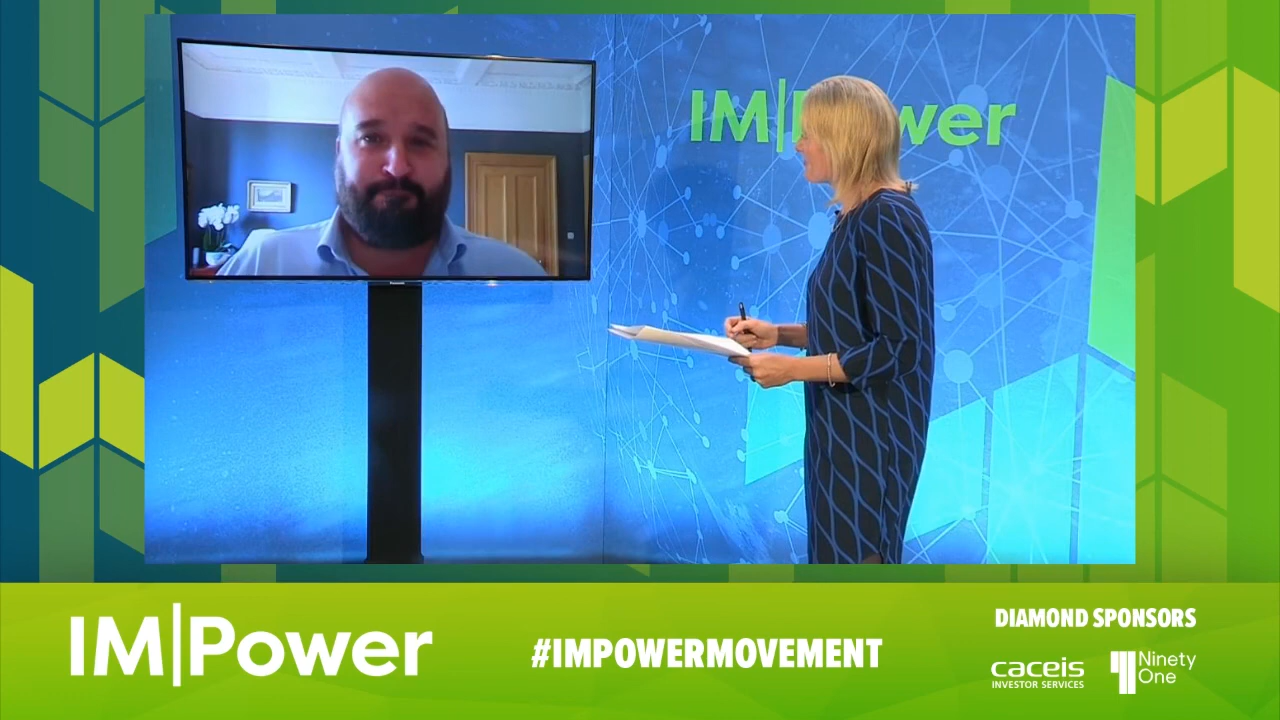 IM|Power
IM|Power
#IMPOWERMOVEMENT
DIAMOND SPONSORS
caceis
INVESTOR SERVICES
Ninety
One